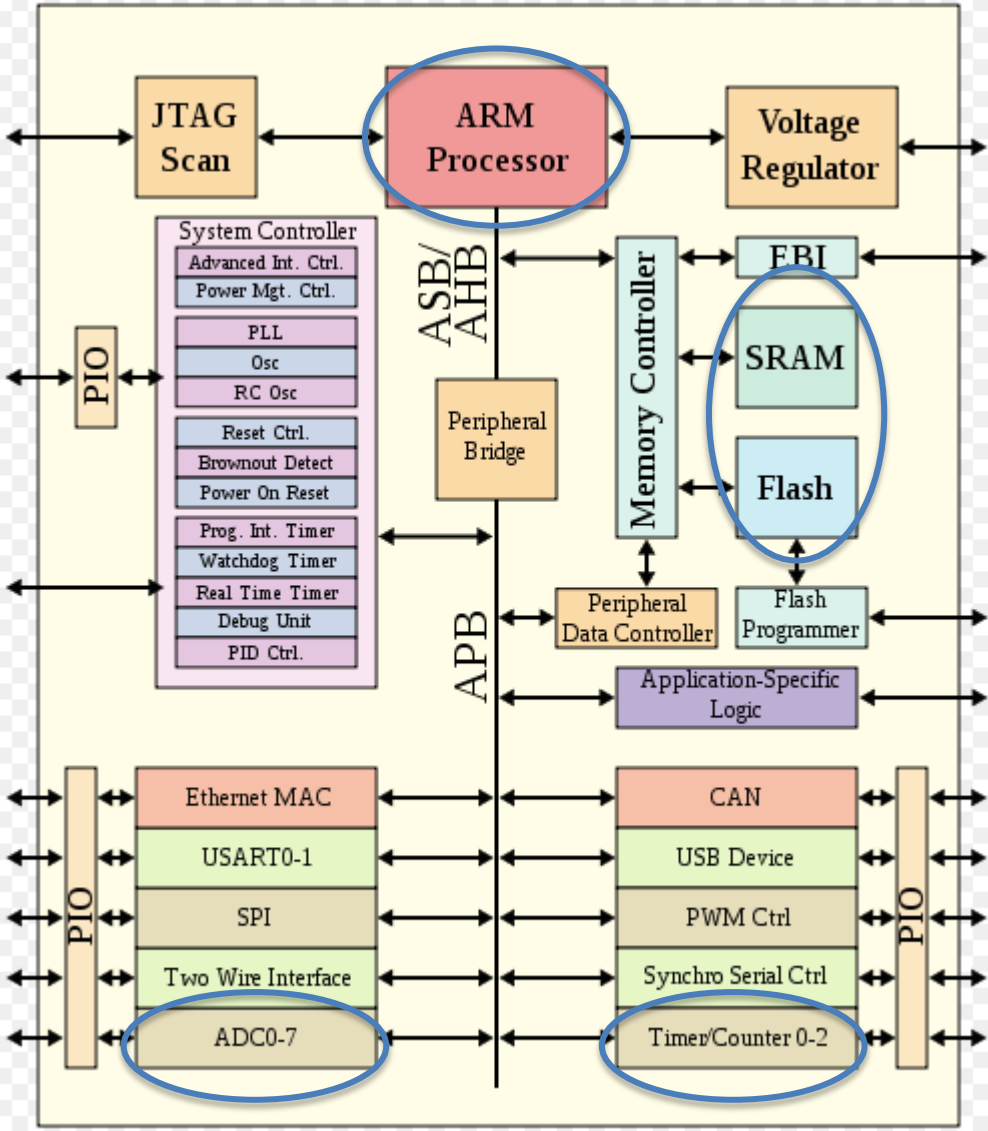 JTAG
Scan
ARM
Processor
Voltage
Regulator
System Controller
Advanced Int. Ctrl.
Power Mgt. Ctrl.
PLL
Osc
RC Osc
Reset Ctrl.
Brownout Detect
Power On Reset
Prog. Int. Timer
Watchdog Timer
Real Time Timer
Debug Unit
PID Ctrl.
PIO
ASB/
AHB
Peripheral
Bridge
APB
Memory Controller
EBI
SRAM
Flash
Peripheral
Data Controller
Flash
Programmer
Application-Specific
Logic
PIO
Ethernet MAC
USART0-1
SPI
Two Wire Interface
ADC0-7
CAN
USB Device
PWM Ctrl
Synchro Serial Ctrl
Timer/Counter 0-2
PIO